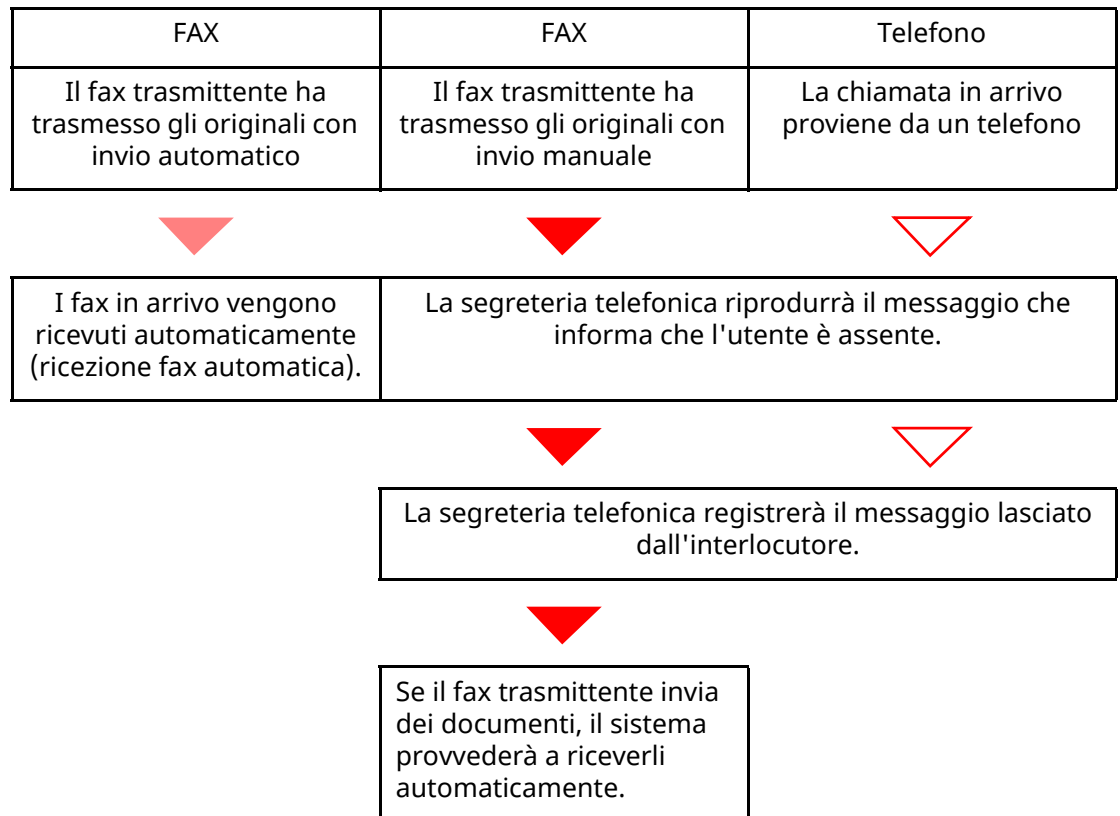 FAX
FAX
Telefono
Il fax trasmittente ha
trasmesso gli originali con
invio automatico
Il fax trasmittente ha
trasmesso gli originali con
invio manuale
La chiamata in arrivo
proviene da un telefono
I fax in arrivo vengono
ricevuti automaticamente
(ricezione fax automatica).
La segreteria telefonica riprodurrà il messaggio che
informa che l'utente è assente.
La segreteria telefonica registrerà il messaggio lasciato
dall'interlocutore.
Se il fax trasmittente invia
dei documenti, il sistema
provvederà a riceverli
automaticamente.